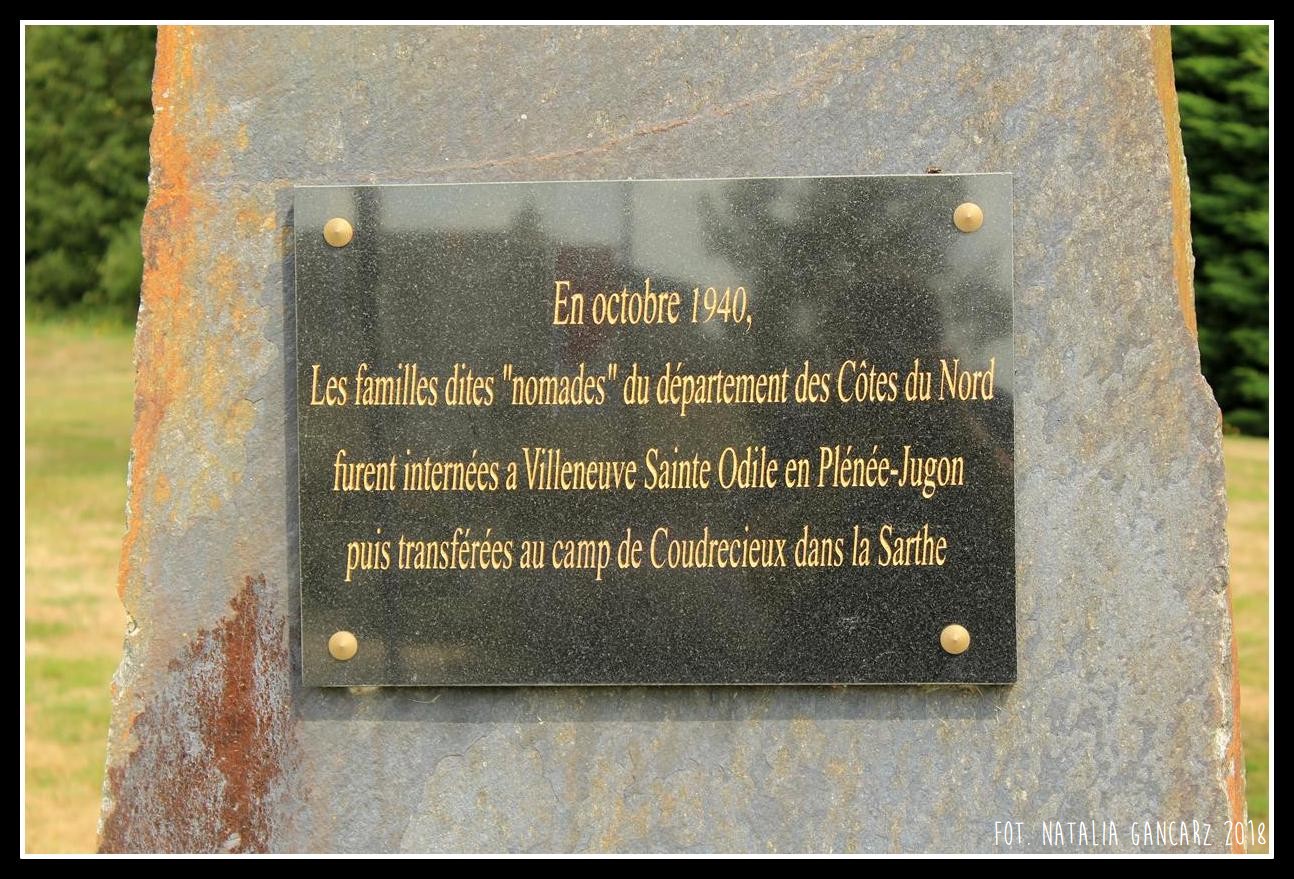 En octobre 1940,
Les familles dites "nomades" du département des Côtes du Nord
furent internées a Villeneuve Sainte Odile en Plénée-Jugon
puis transférées au camp de Coudrecieux dans la Sarthe
FOT. NATALIA GANCARZ 2018